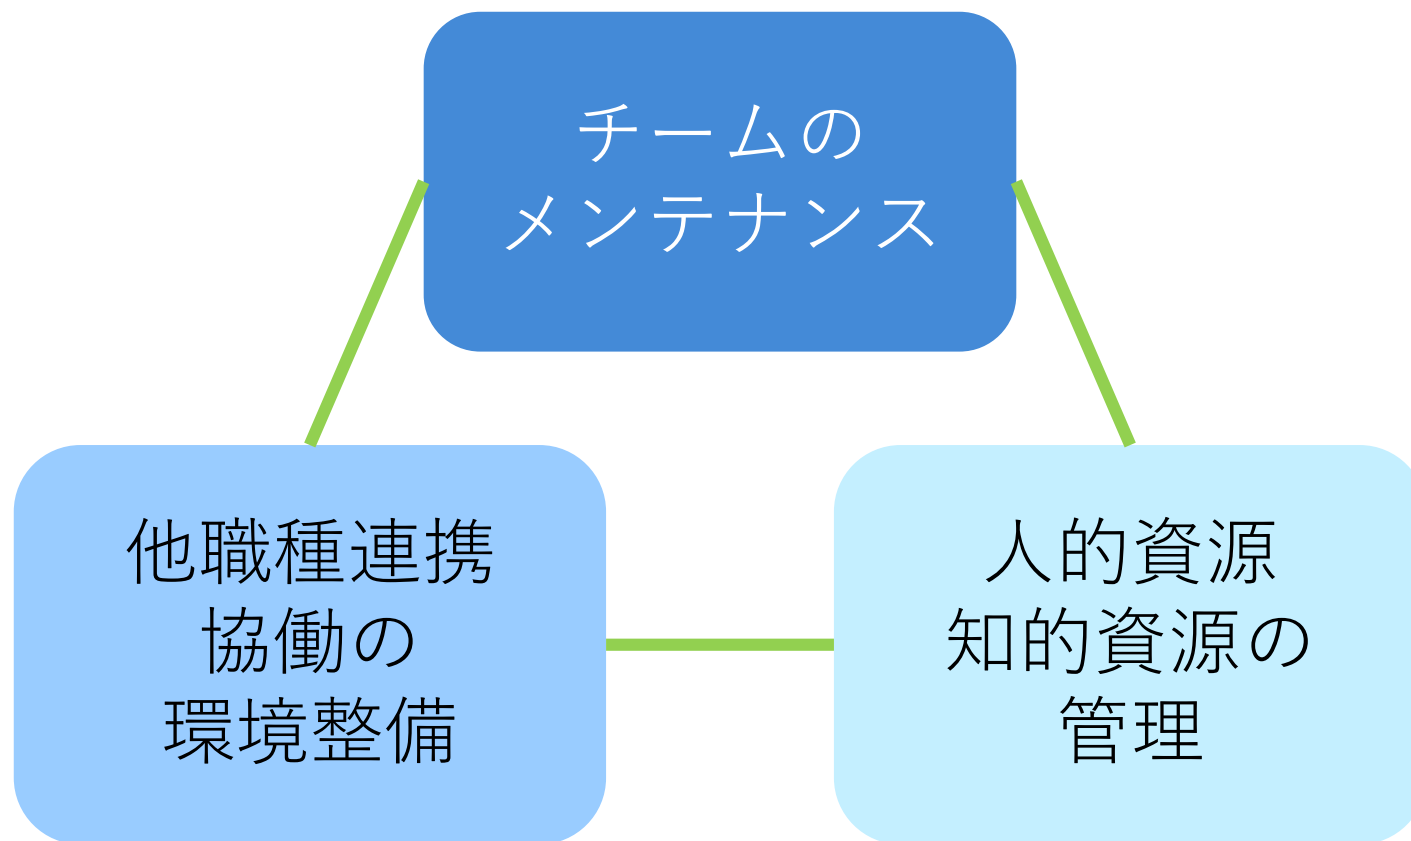 チームの
メンテナンス
他職種連携
協働の
環境整備
人的資源
知的資源の
管理